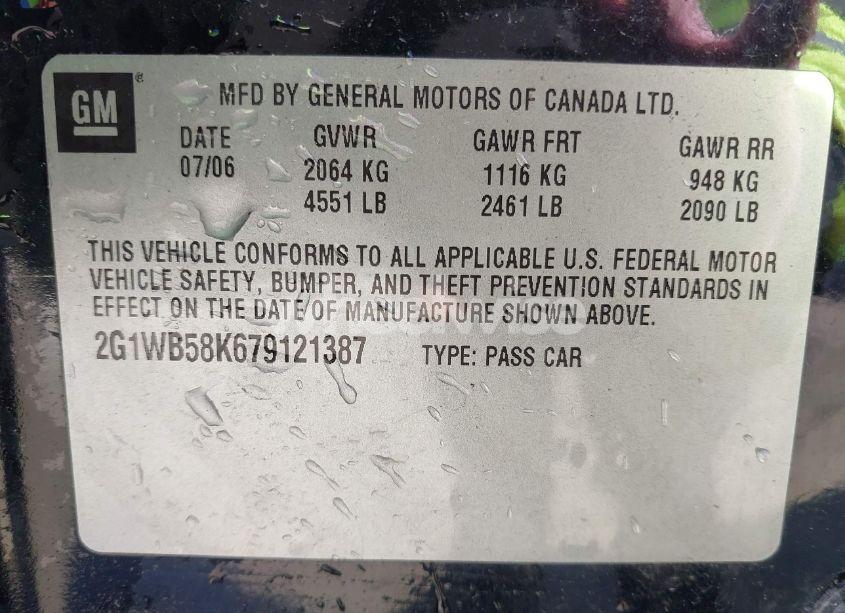 GM ® MFD BY GENERAL MOTORS OF CANADA LTD.
DATE GVWR GAWR FRT GAWR RR
07/06 2064 KG 1116 KG 948 KG
4551 LB 2461 LB 2090 LB
THIS VEHICLE CONFORMS TO ALL APPLICABLE U.S. FEDERAL MOTOR
VEHICLE SAFETY, BUMPER, AND THEFT PREVENTION STANDARDS IN
EFFECT ON THE DATE OF MANUFACTURE SHOWN ABOVE.
2G1WB58K679121387 TYPE: PASS CAR